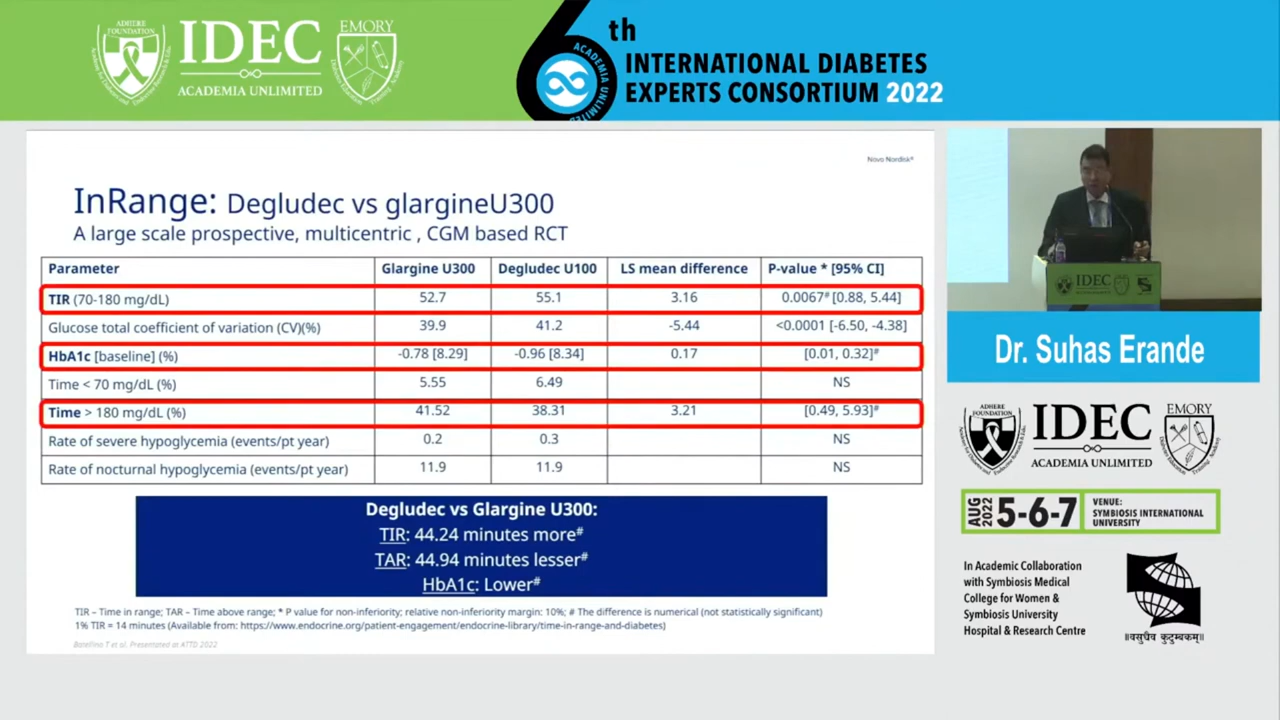 ADHERE FOUNDATION
IDEC
ACADEMIA UNLIMITED
EMORY
6th
ACADEMIA UNLIMITED
INTERNATIONAL DIABETES
EXPERTS CONSORTIUM 2022
Novo Nordisk®
InRange: Degludec vs glargineU300
A large scale prospective, multicentric , CGM based RCT
Parameter Glargine U300 Degludec U100 LS mean difference P-value * [95% CI]
TIR (70-180 mg/dL) 52.7 55.1 3.16 0.0067# [0.88, 5.44]
Glucose total coefficient of variation (CV)(%) 39.9 41.2 -5.44 <0.0001 [-6.50, -4.38]
HbA1c [baseline] (%) -0.78 [8.29] -0.96 [8.34] 0.17 [0.01, 0.32]#
Time < 70 mg/dL (%) 5.55 6.49 NS
Time > 180 mg/dL (%) 41.52 38.31 3.21 [0.49, 5.93]#
Rate of severe hypoglycemia (events/pt year) 0.2 0.3 NS
Rate of nocturnal hypoglycemia (events/pt year) 11.9 11.9 NS
Degludec vs Glargine U300:
TIR: 44.24 minutes more#
TAR: 44.94 minutes lesser#
HbA1c: Lower#
TIR – Time in range; TAR – Time above range; * P value for non-inferiority; relative non-inferiority margin: 10%; # The difference is numerical (not statistically significant)
1% TIR = 14 minutes (Available from: https://www.endocrine.org/patient-engagement/endocrine-library/time-in-range-and-diabetes)
Battelino T et al. Presented at ATTD 2022
IDEC
Dr. Suhas Erande
ADHERE FOUNDATION
IDEC
ACADEMIA UNLIMITED
EMORY
AUG 2022
5-6-7
VENUE:
SYMBIOSIS INTERNATIONAL
UNIVERSITY
In Academic Collaboration
with Symbiosis Medical
College for Women &
Symbiosis University
Hospital & Research Centre
॥वसुधैव कुटुम्बकम्॥